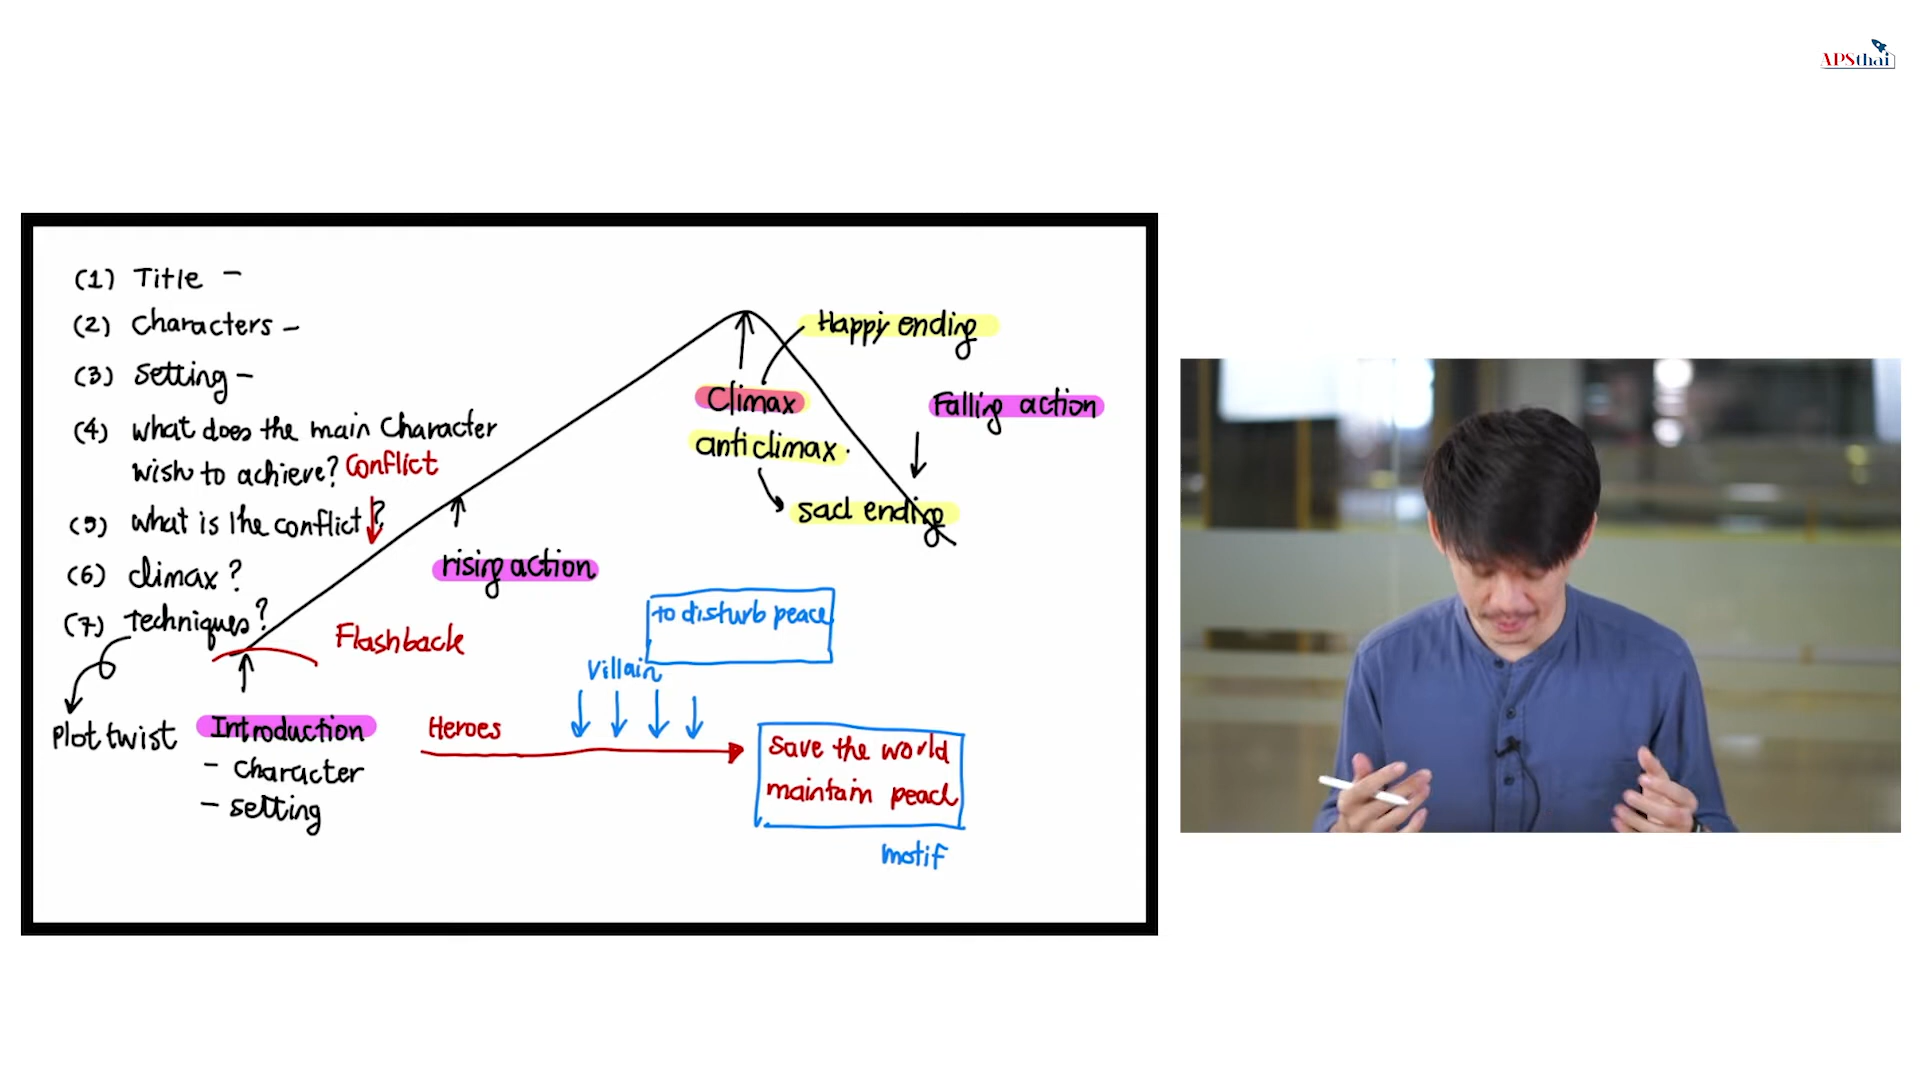 APSthai
(1) Title -
(2) Characters -
(3) Setting -
(4) what does the main Character
wish to achieve?
Conflict
(5) what is the conflict?
(6) climax?
(7) techniques?
Plot twist
Flashback
Introduction
- Character
- setting
rising action
Climax
anticlimax.
Happy ending
sad ending
Falling action
to disturb peace
Villain
Heroes
Save the world
maintain peace
motif